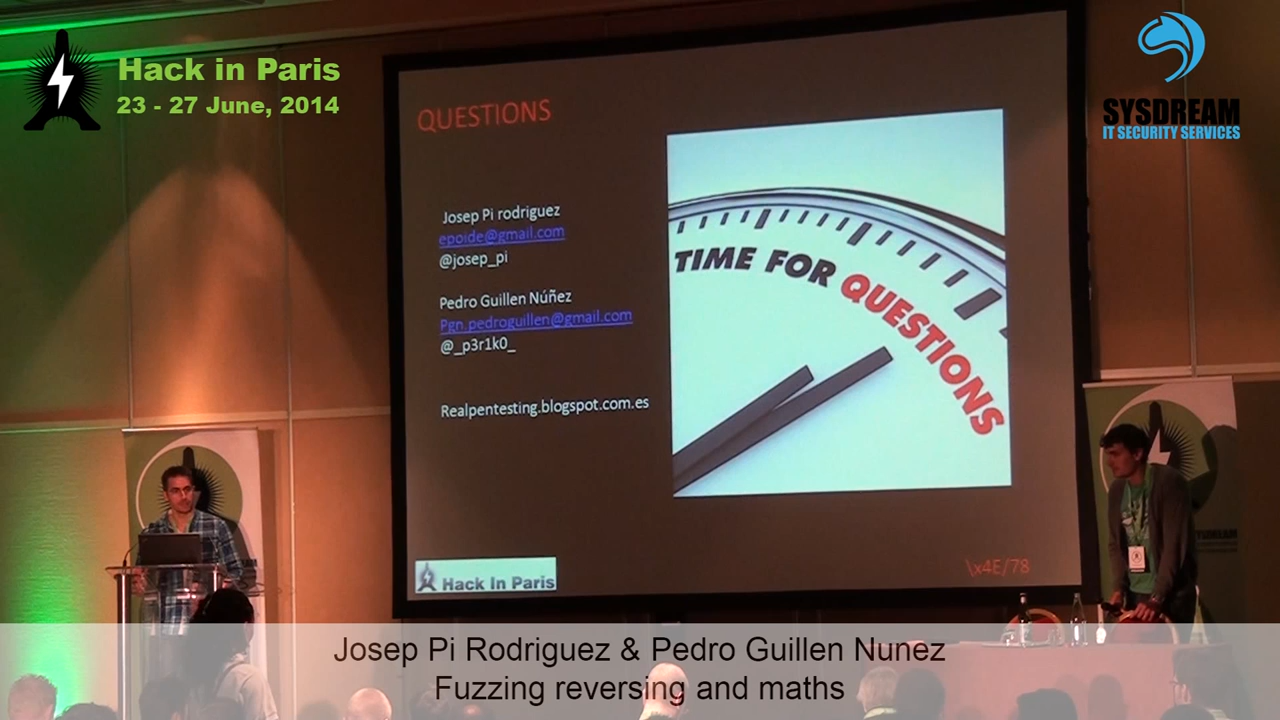 Hack in Paris
23 - 27 June, 2014
SYSDREAM
IT SECURITY SERVICES
QUESTIONS
Josep Pi rodriguez
epoide@gmail.com
@josep_pi
Pedro Guillen Núñez
Pgn.pedroguillen@gmail.com
@_p3r1k0_
Realpentesting.blogspot.com.es
TIME FOR QUESTIONS
Hack In Paris
\x4E/78
Josep Pi Rodriguez & Pedro Guillen Nunez
Fuzzing reversing and maths